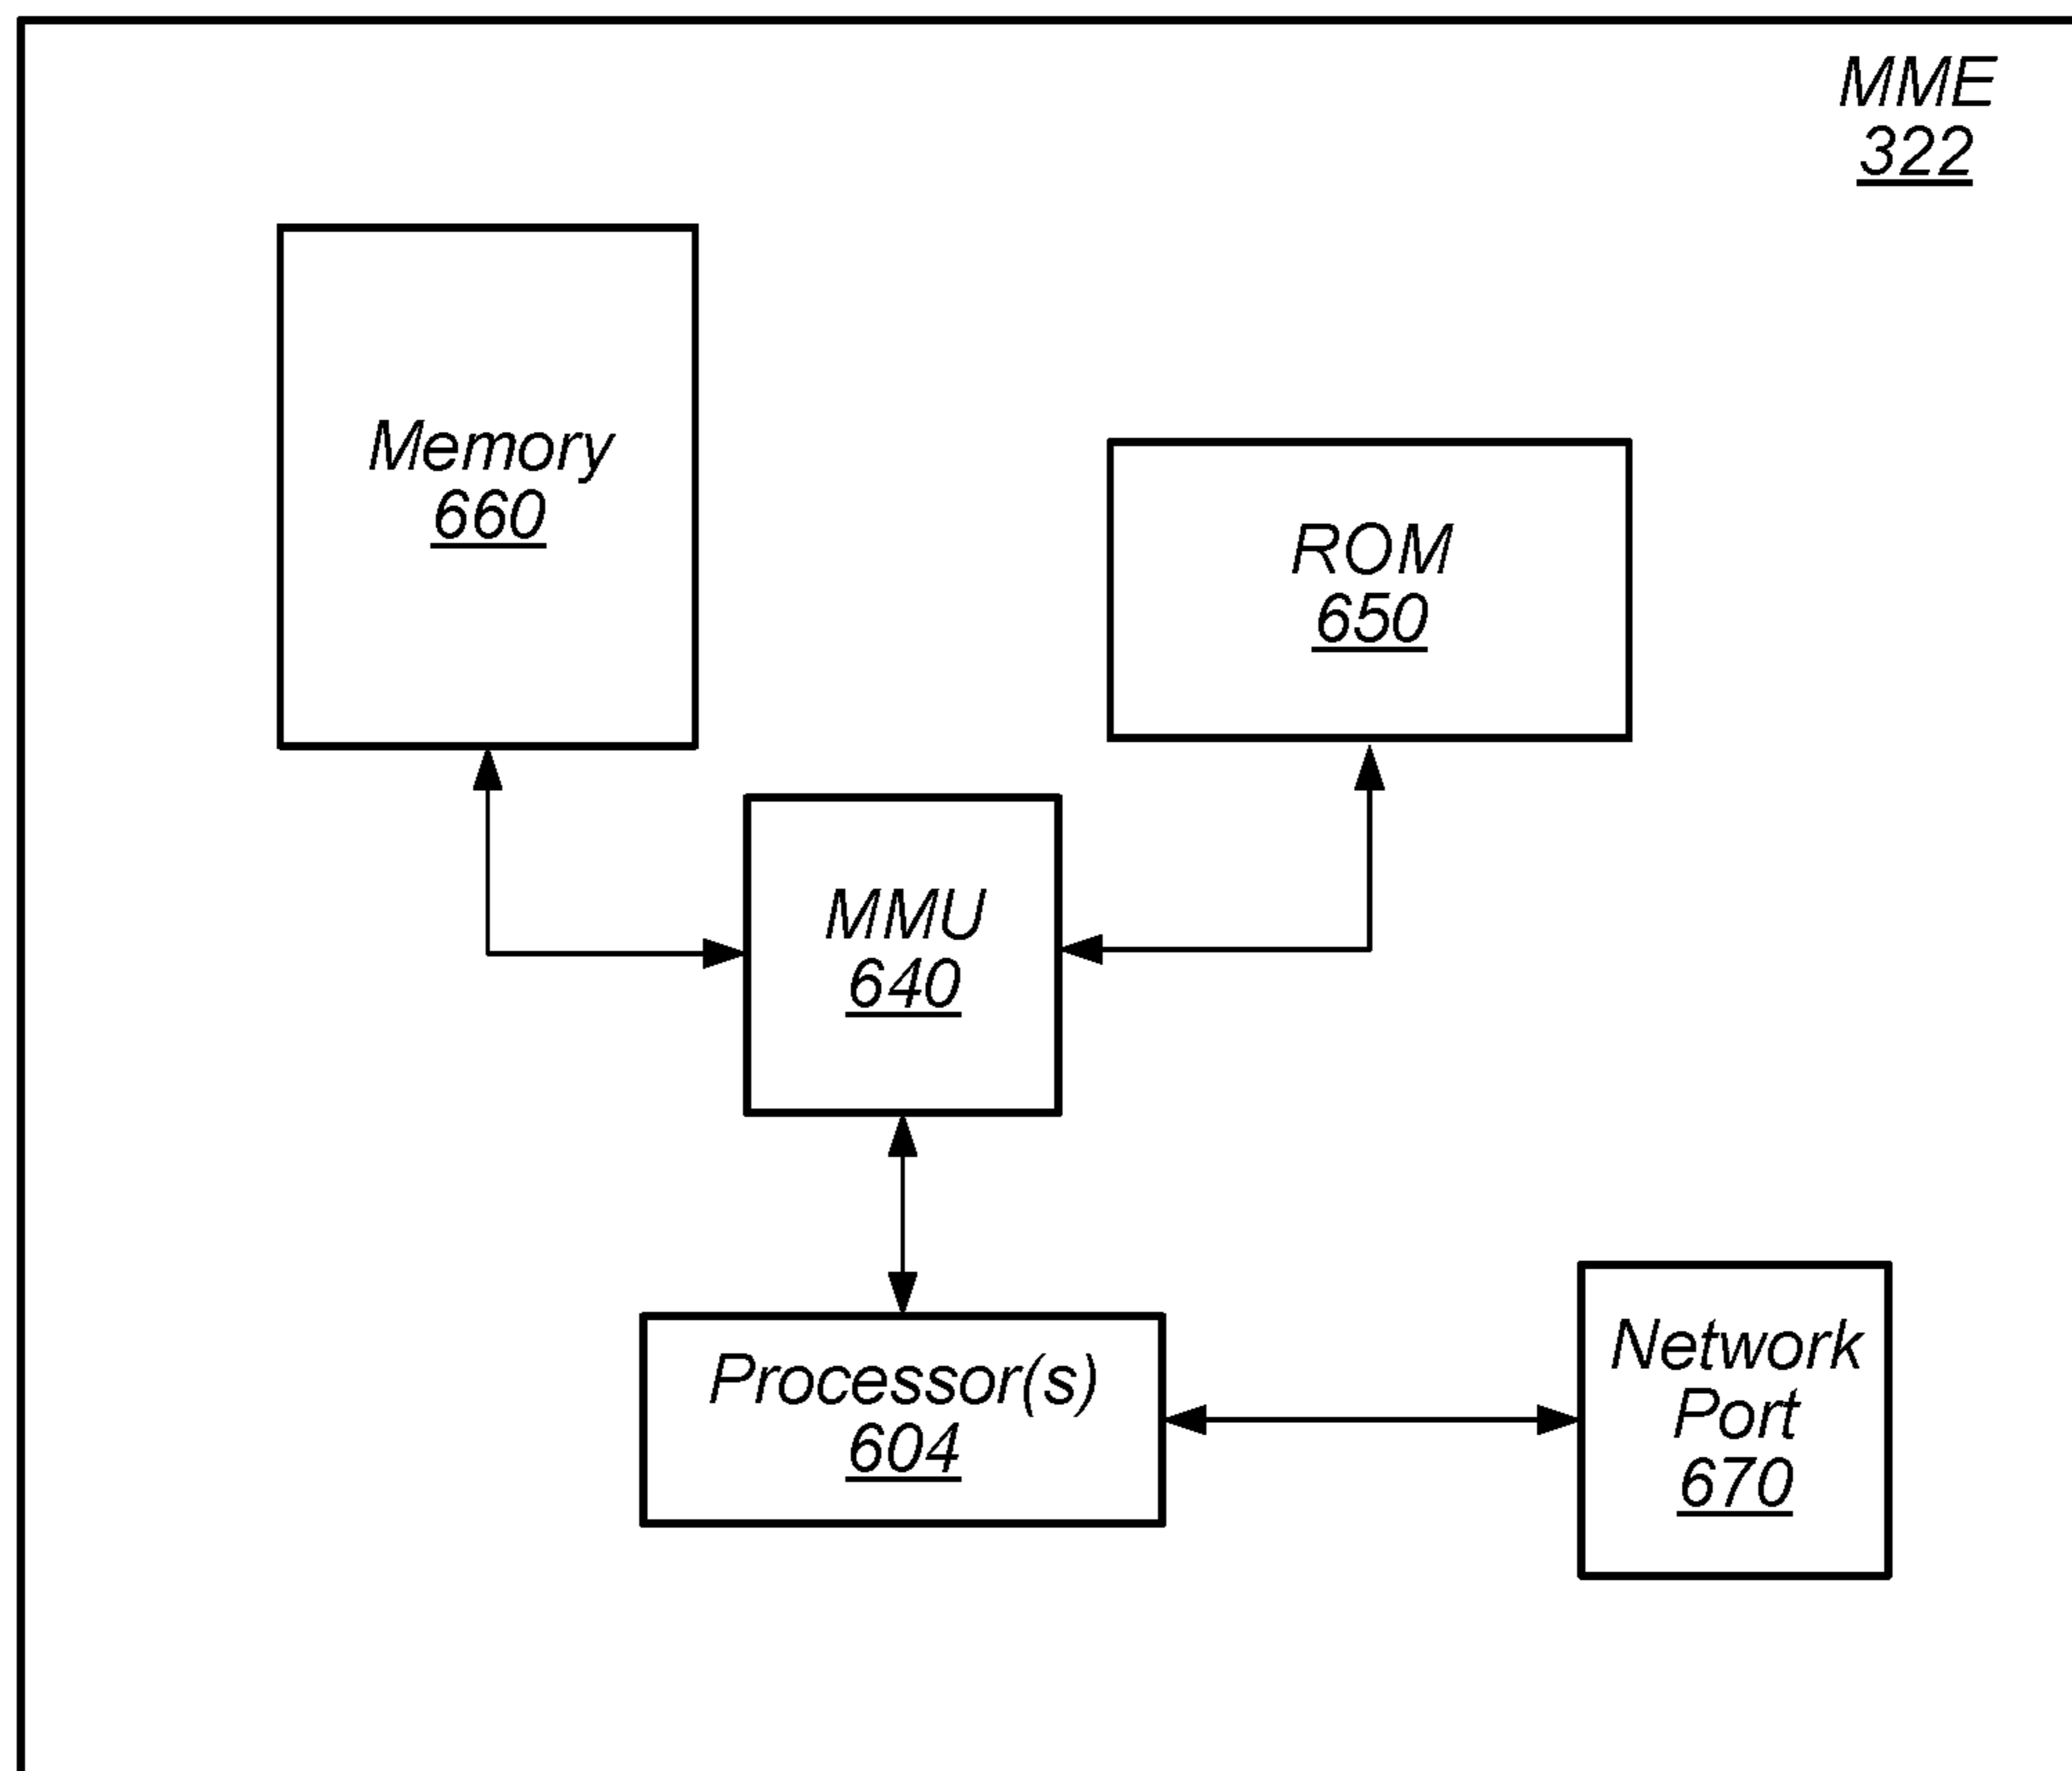 MME
322
Memory
660
ROM
650
MMU
640
Processor(s)
604
Network
Port
670